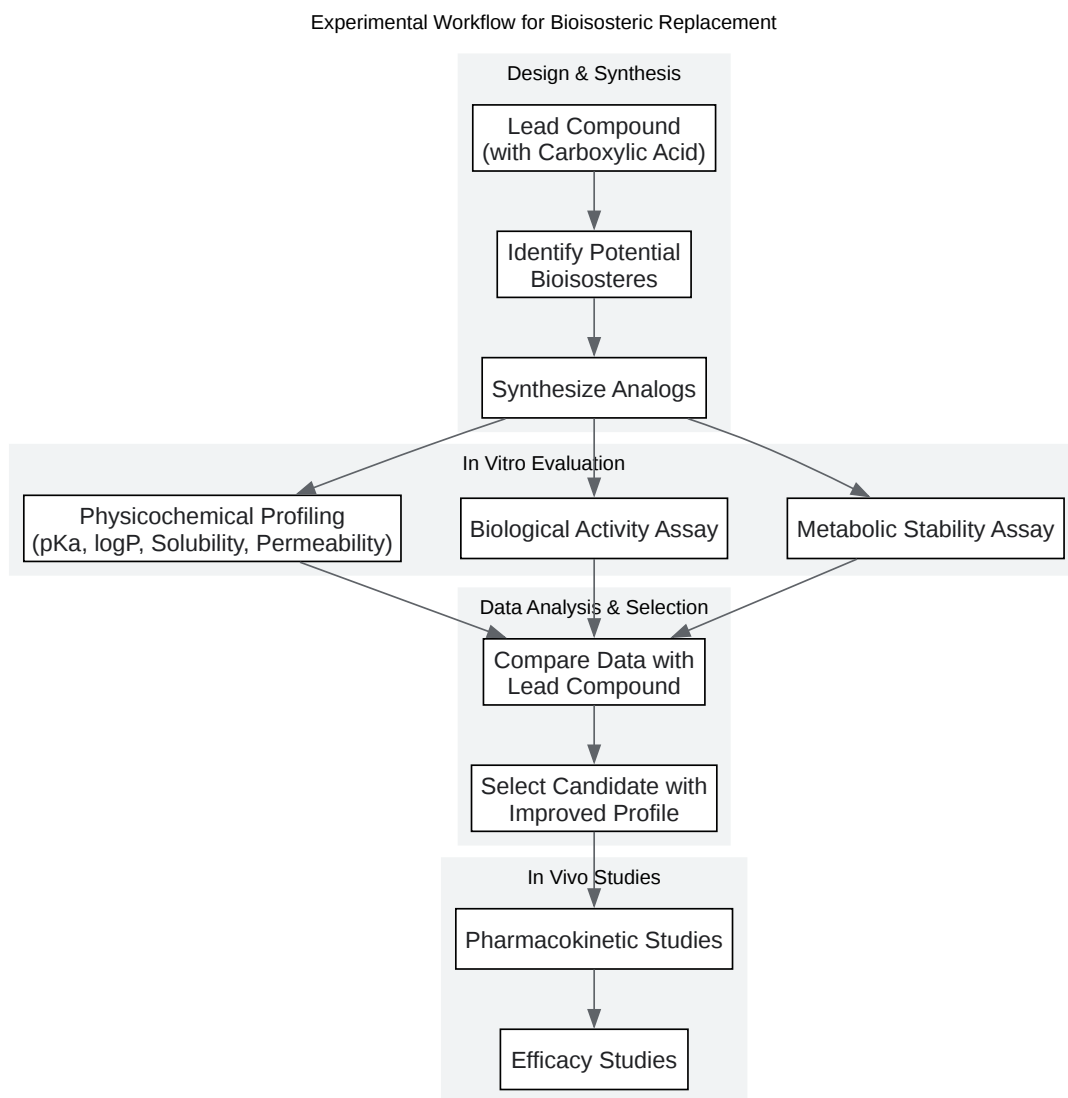 Experimental Workflow for Bioisosteric Replacement
Design & Synthesis
Lead Compound
(with Carboxylic Acid)
Identify Potential
Bioisosteres
Synthesize Analogs
In Vitro Evaluation
Physicochemical Profiling
(pKa, logP, Solubility, Permeability)
Biological Activity Assay
Metabolic Stability Assay
Data Analysis & Selection
Compare Data with
Lead Compound
Select Candidate with
Improved Profile
In Vivo Studies
Pharmacokinetic Studies
Efficacy Studies